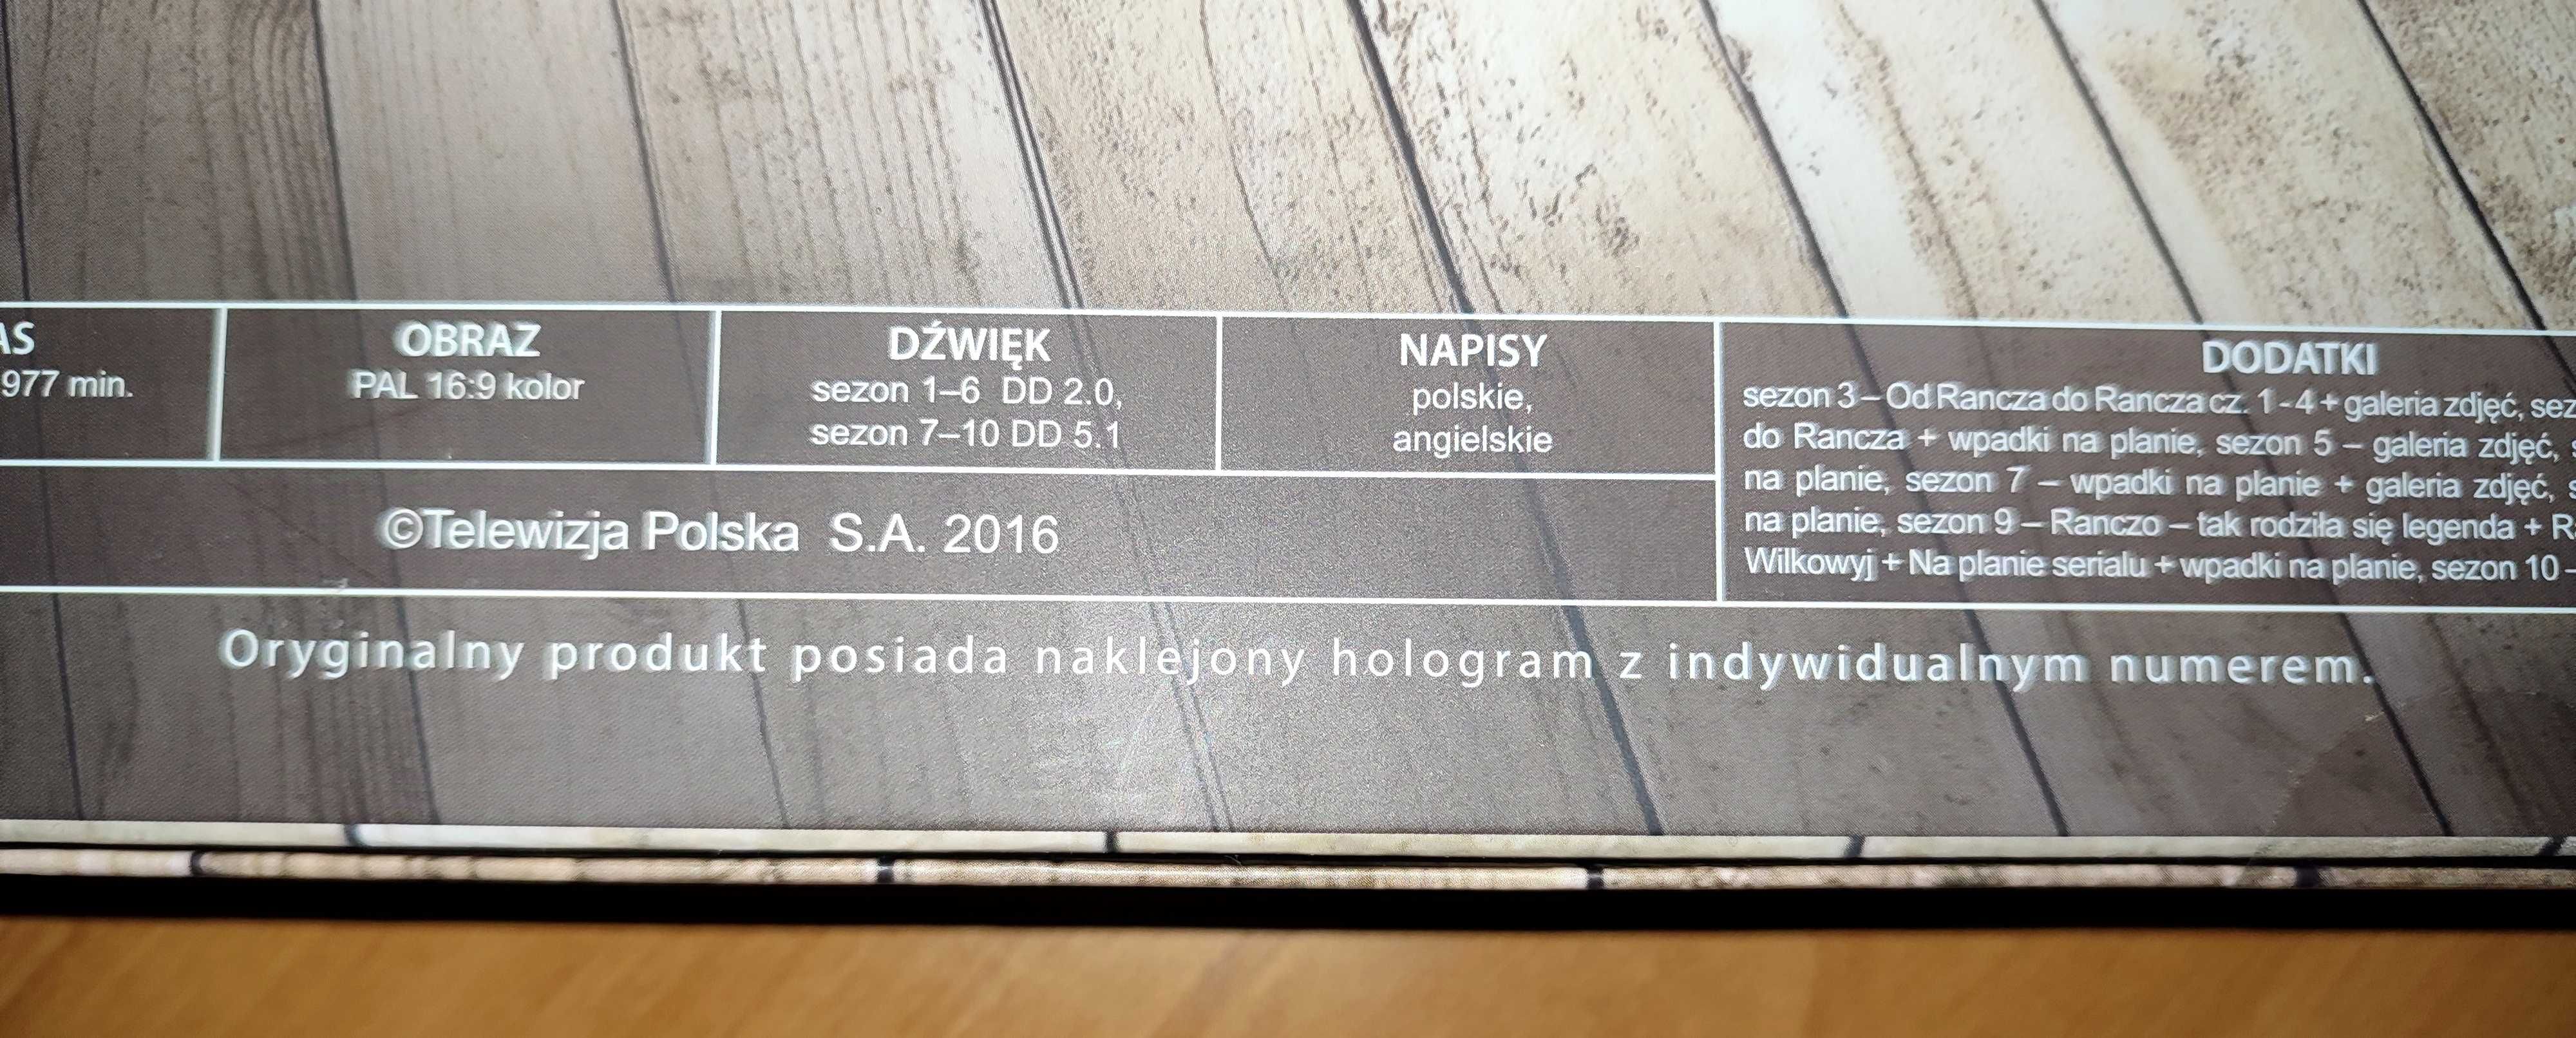 AS
977 min.
OBRAZ
PAL 16:9 kolor
DŹWIĘK
sezon 1–6 DD 2.0,
sezon 7–10 DD 5.1
NAPISY
polskie,
angielskie
DODATKI
sezon 3 – Od Rancza do Rancza cz. 1 - 4 + galeria zdjęć, sez
do Rancza + wpadki na planie, sezon 5 – galeria zdjęć,
na planie, sezon 7 – wpadki na planie + galeria zdjęć, s
na planie, sezon 9 – Ranczo – tak rodziła się legenda + R
Wilkowyj + Na planie serialu + wpadki na planie, sezon 10 -
©Telewizja Polska S.A. 2016
Oryginalny produkt posiada naklejony hologram z indywidualnym numerem.